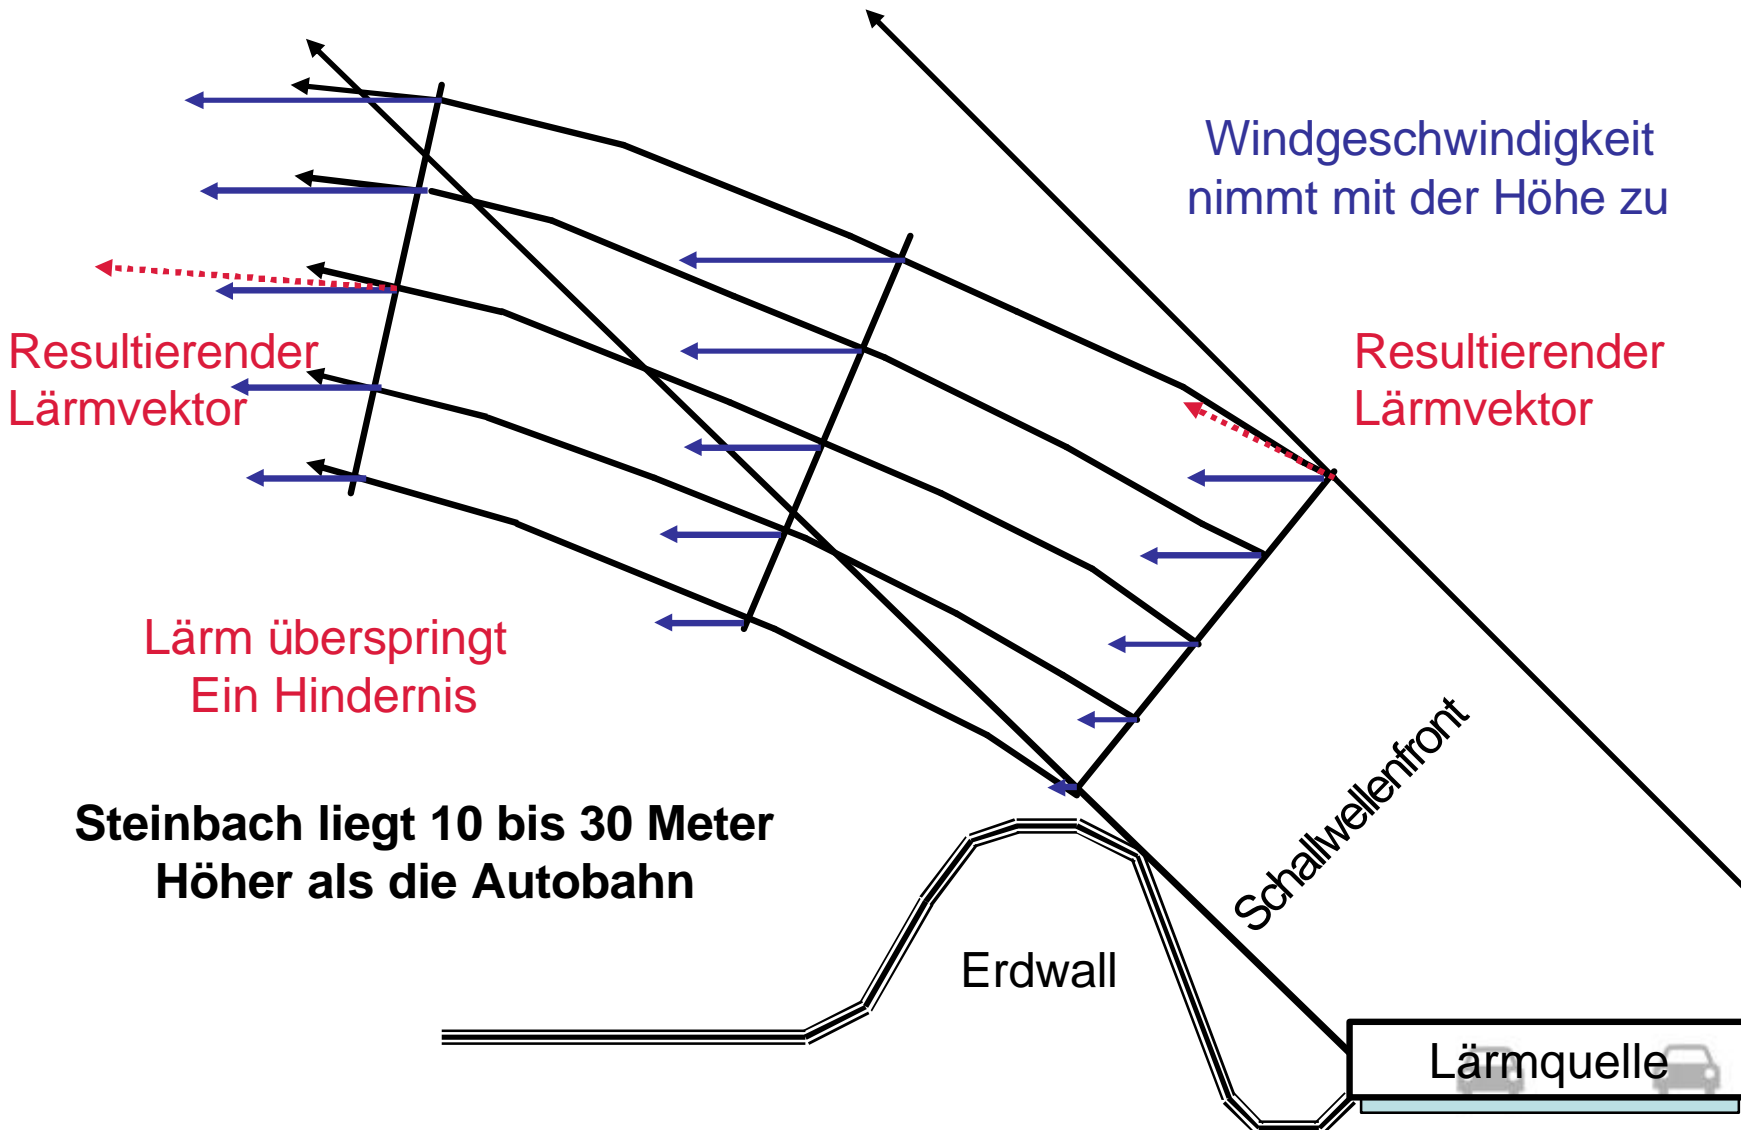 Windgeschwindigkeit
nimmt mit der Höhe zu
Resultierender
Lärmvektor
Resultierender
Lärmvektor
Lärm überspringt
Ein Hindernis
Steinbach liegt 10 bis 30 Meter
Höher als die Autobahn
Schallwellenfront
Erdwall
Lärmquelle